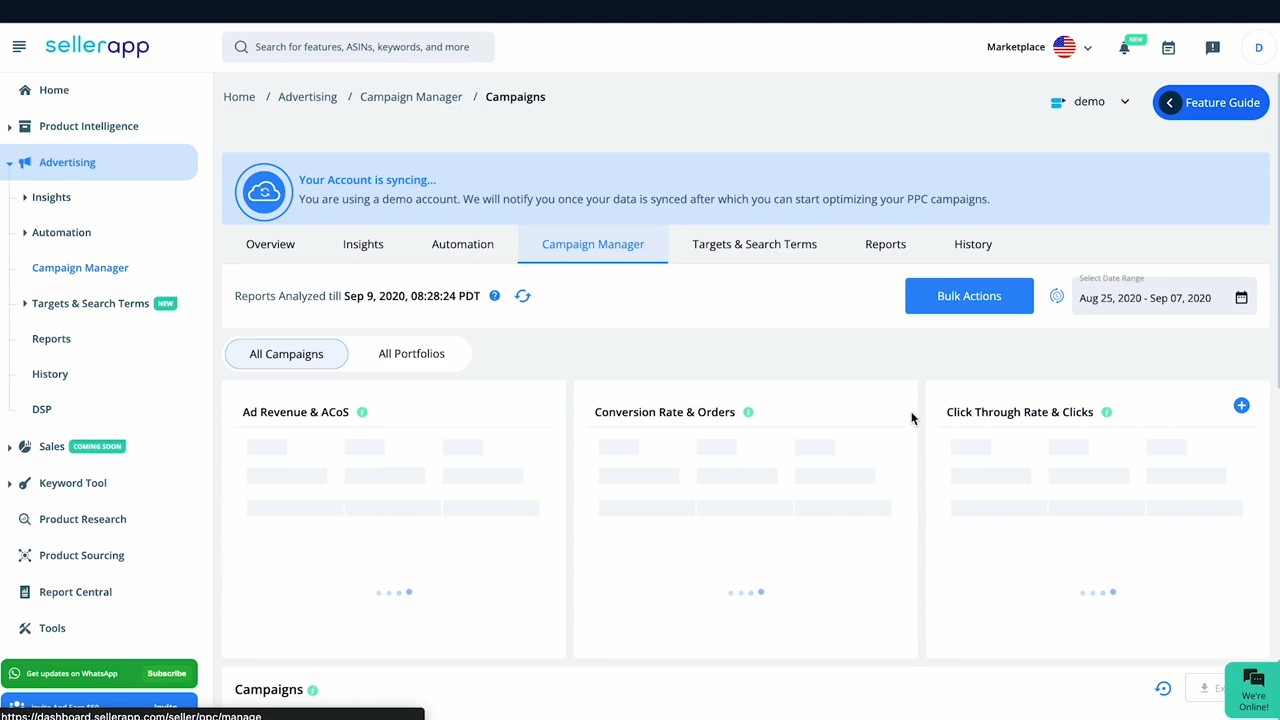 sellerapp
Search for features, ASINs, keywords, and more
Marketplace
NEW
D
Home
Product Intelligence
Advertising
Insights
Automation
Campaign Manager
Targets & Search Terms NEW
Reports
History
DSP
Sales COMING SOON
Keyword Tool
Product Research
Product Sourcing
Report Central
Tools
Get updates on WhatsApp Subscribe
Invite And Earn $50 Invite
https://dashboard.sellerapp.com/seller/ppc/manage
Home / Advertising / Campaign Manager / Campaigns
demo
Feature Guide
Your Account is syncing...
You are using a demo account. We will notify you once your data is synced after which you can start optimizing your PPC campaigns.
Overview Insights Automation Campaign Manager Targets & Search Terms Reports History
Reports Analyzed till Sep 9, 2020, 08:28:24 PDT
Bulk Actions
Select Date Range
Aug 25, 2020 - Sep 07, 2020
All Campaigns All Portfolios
Ad Revenue & ACoS
Conversion Rate & Orders
Click Through Rate & Clicks
Campaigns
We're
Online!